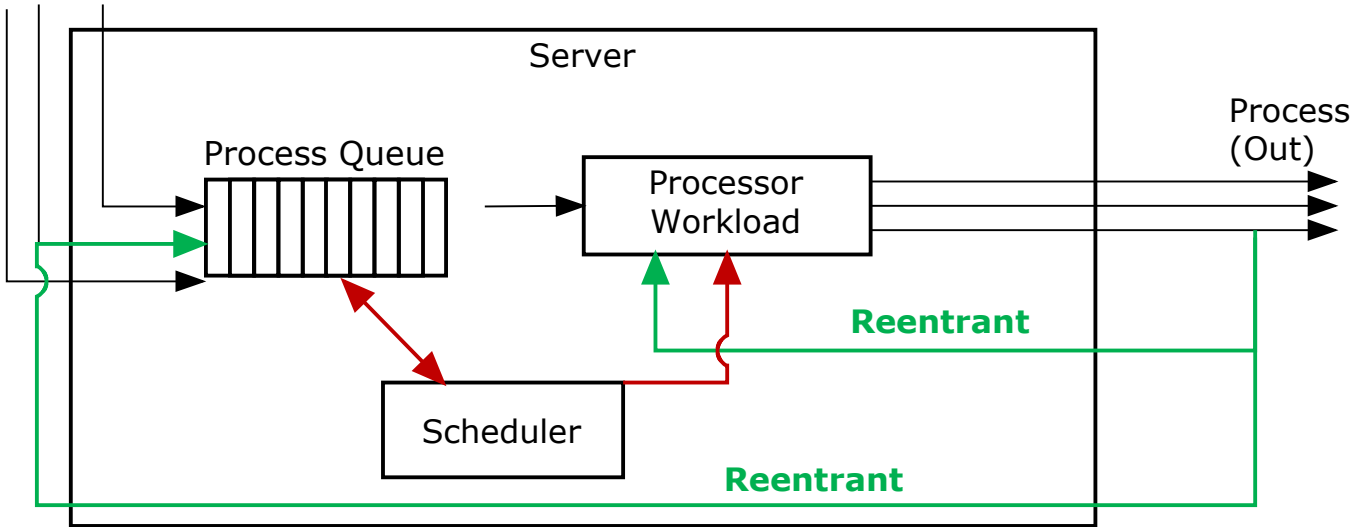 Server
Process
(Out)
Process Queue
Processor
Workload
Reentrant
Scheduler
Reentrant